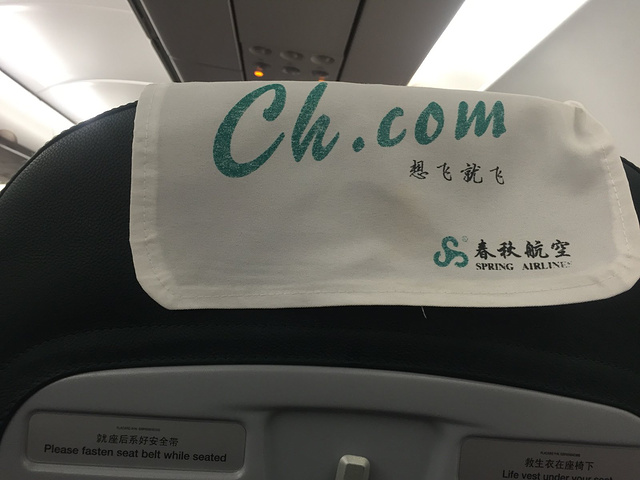 Ch.com
想飞就飞
春秋航空
SPRING AIRLINES
就座后系好安全带
Please fasten seat belt while seated
救生衣在座椅下
Life vest under your seat